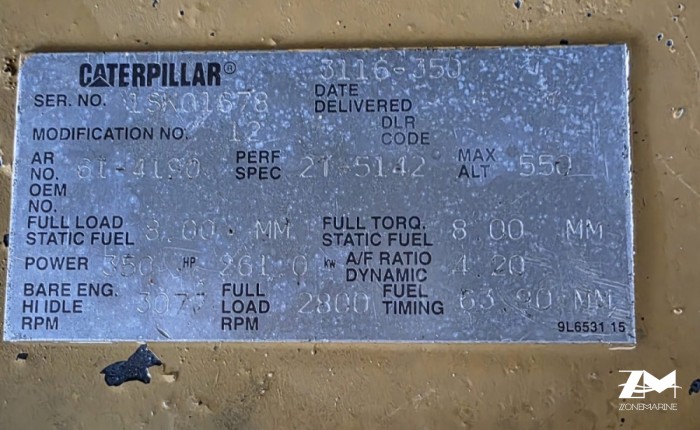 CATERPILLAR® 3116-350
SER. NO. 1SK01678 DATE DELIVERED
MODIFICATION NO. 12 DLR CODE
AR NO. 6I-4190 PERF SPEC 2T-5142 MAX ALT 550
OEM NO.
FULL LOAD STATIC FUEL 8.00 MM FULL TORQ. STATIC FUEL 8.00 MM
POWER 350 HP 261.0 kW A/F RATIO DYNAMIC 4.20
BARE ENG. HI IDLE RPM FULL LOAD RPM 2800 FUEL TIMING 63.90 MM
9L6531 15
ZM
ZONEMARINE